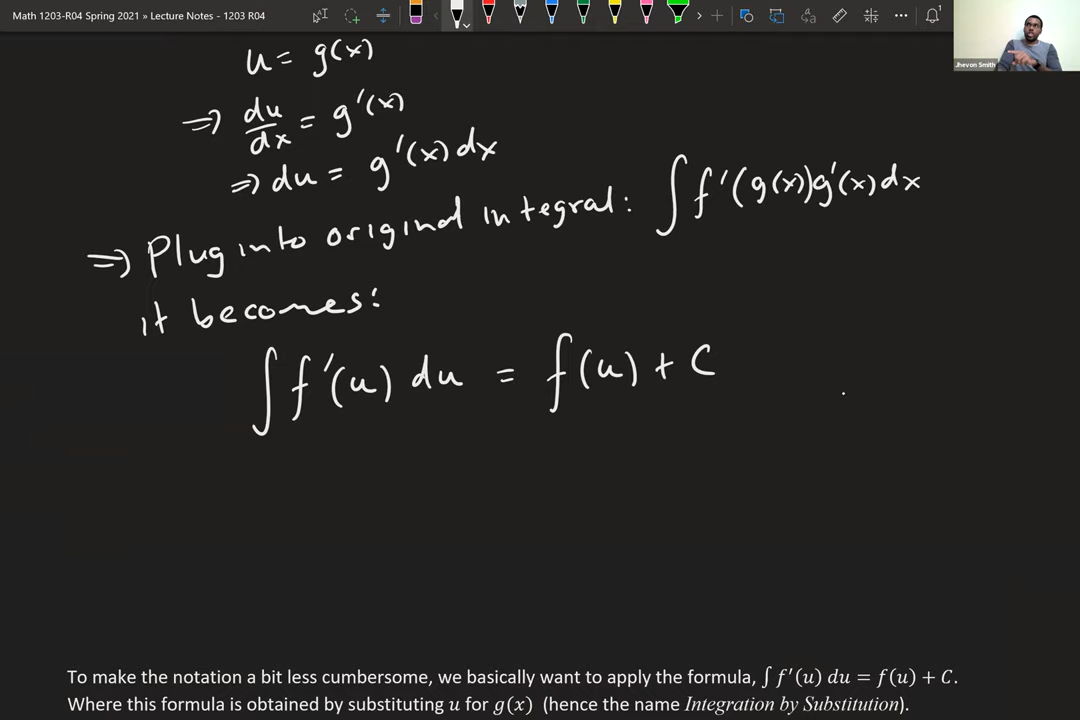 Math 1203-R04 Spring 2021 » Lecture Notes - 1203 R04
Jhevon Smith
u = g(x)
⇒ du/dx = g'(x)
⇒ du = g'(x) dx
⇒ Plug into original integral: ∫ f'(g(x))g'(x) dx
it becomes:
∫ f'(u) du = f(u) + C
To make the notation a bit less cumbersome, we basically want to apply the formula, ∫ f′(u) du = f(u) + C.
Where this formula is obtained by substituting u for g(x) (hence the name Integration by Substitution).